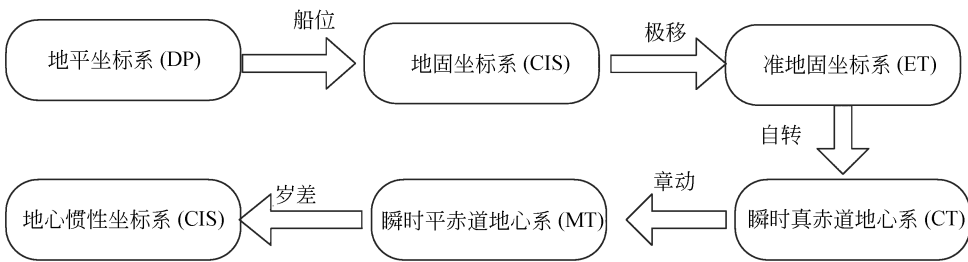 船位
极移
地平坐标系 (DP)
地固坐标系 (CIS)
准地固坐标系 (ET)
自转
岁差
章动
地心惯性坐标系 (CIS)
瞬时平赤道地心系 (MT)
瞬时真赤道地心系 (CT)